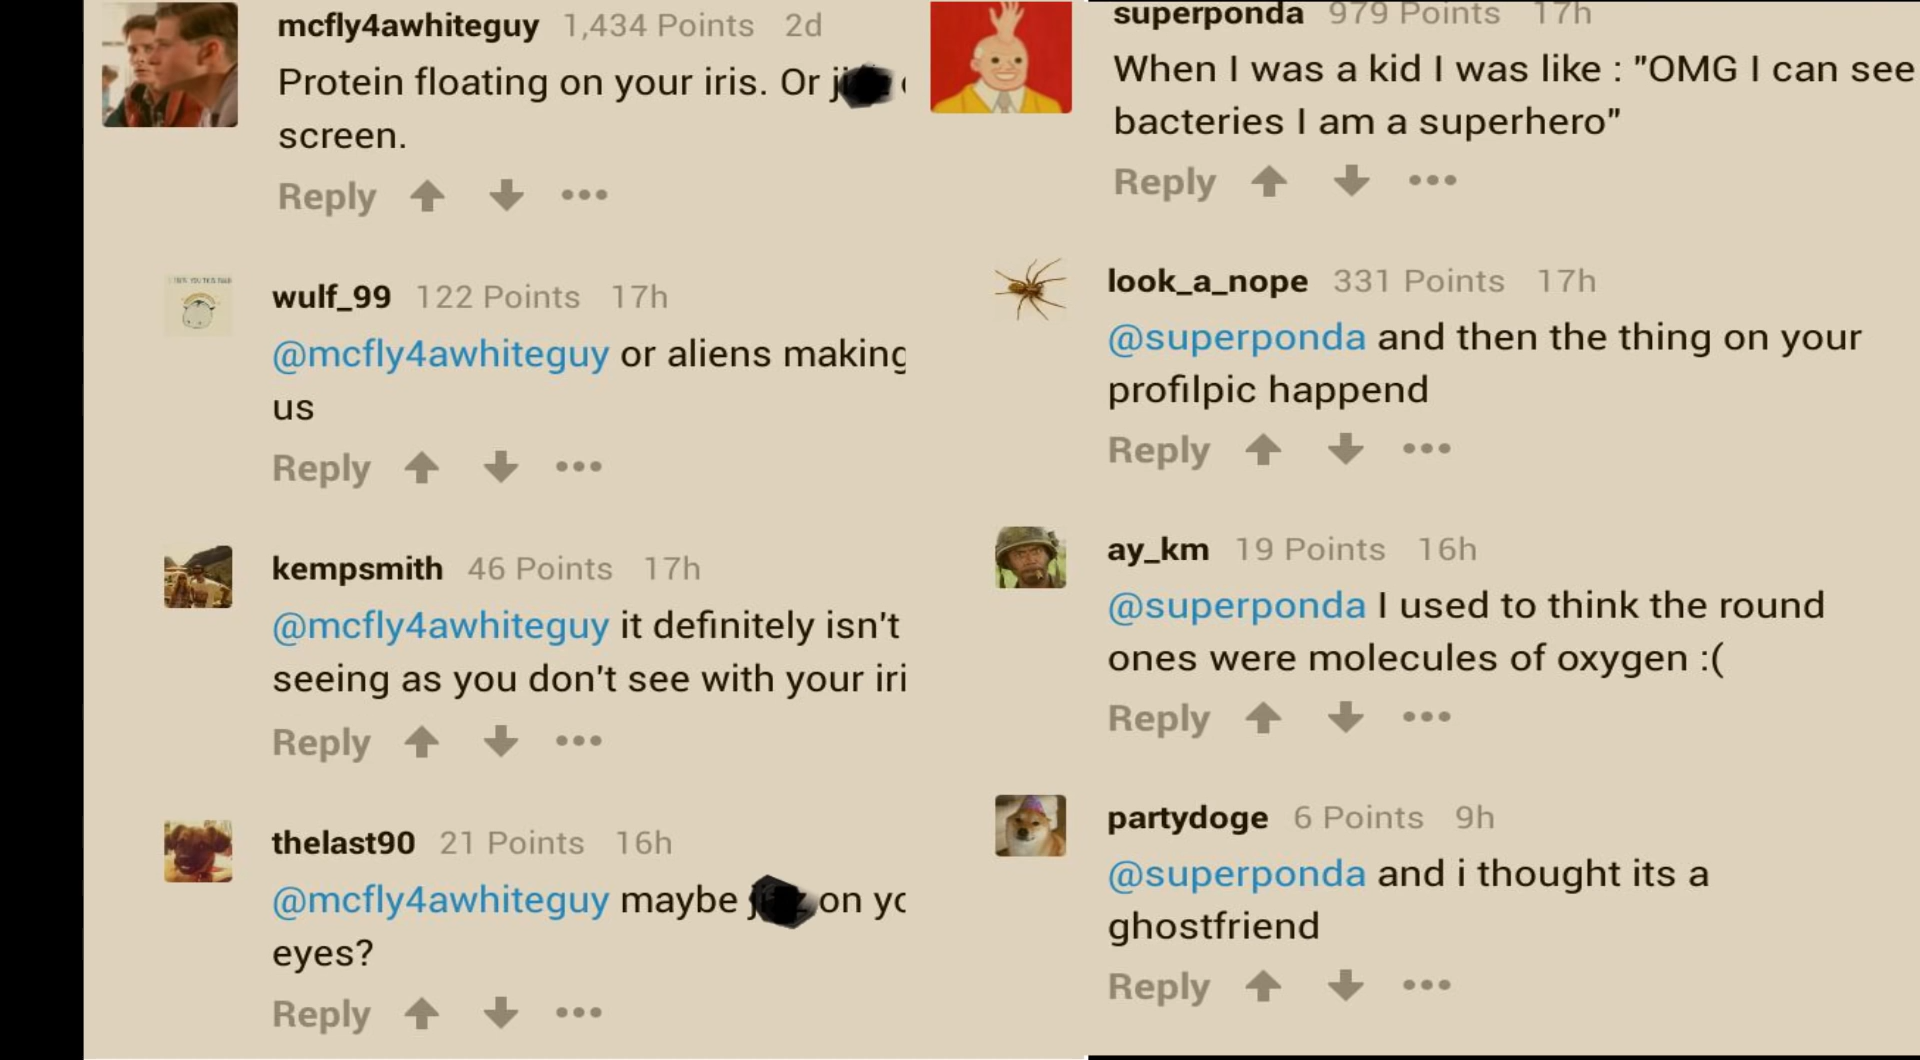 mcfly4awhiteguy 1,434 Points 2d
Protein floating on your iris. Or
screen.
Reply
wulf_99 122 Points 17h
@mcfly4awhiteguy or aliens making
us
Reply
kempsmith 46 Points 17h
@mcfly4awhiteguy it definitely isn't
seeing as you don't see with your iri
Reply
thelast90 21 Points 16h
@mcfly4awhiteguy maybe on yo
eyes?
Reply
superponda 979 Points 17h
When I was a kid I was like : "OMG I can see
bacteries I am a superhero"
Reply
look_a_nope 331 Points 17h
@superponda and then the thing on your
profilpic happend
Reply
ay_km 19 Points 16h
@superponda I used to think the round
ones were molecules of oxygen :(
Reply
partydoge 6 Points 9h
@superponda and i thought its a
ghostfriend
Reply